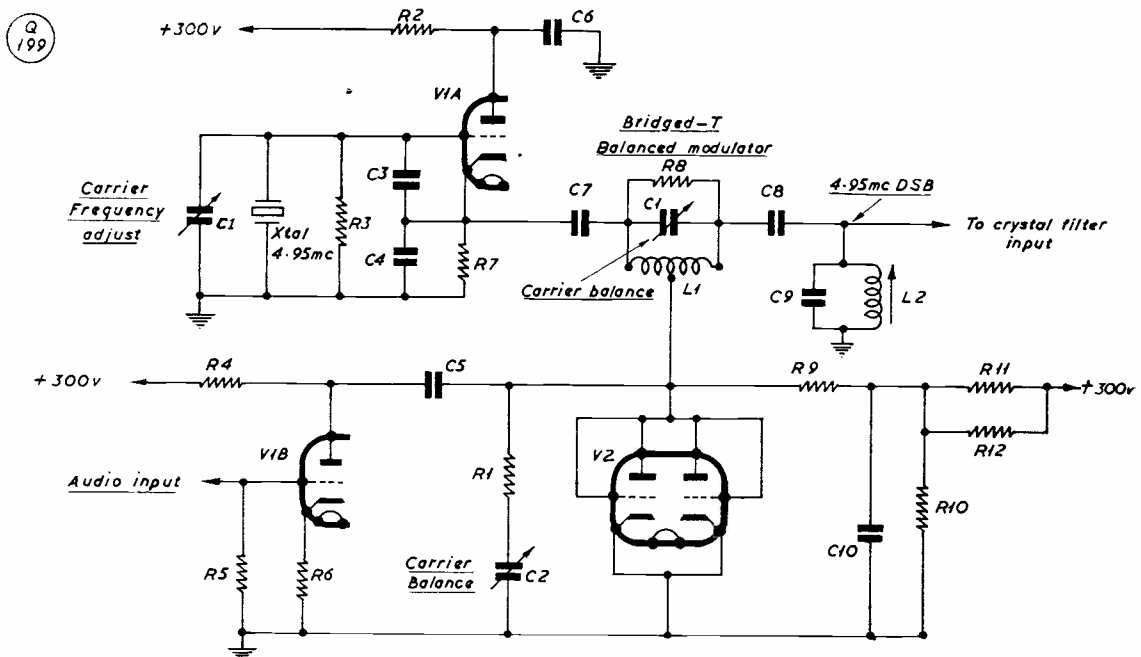 Q
199
+300v
R2
C6
V1A
Bridged-T
Balanced modulator
R8
C7
C1
C8
4·95mc DSB
To crystal filter
input
Carrier
Frequency
adjust
C1
Xtal
4·95mc
R3
C3
C4
R7
Carrier balance
L1
C9
L2
+300v
R4
C5
R9
R11
+300v
R12
V1B
Audio input
R1
V2
R10
C10
R5
R6
Carrier
Balance
C2